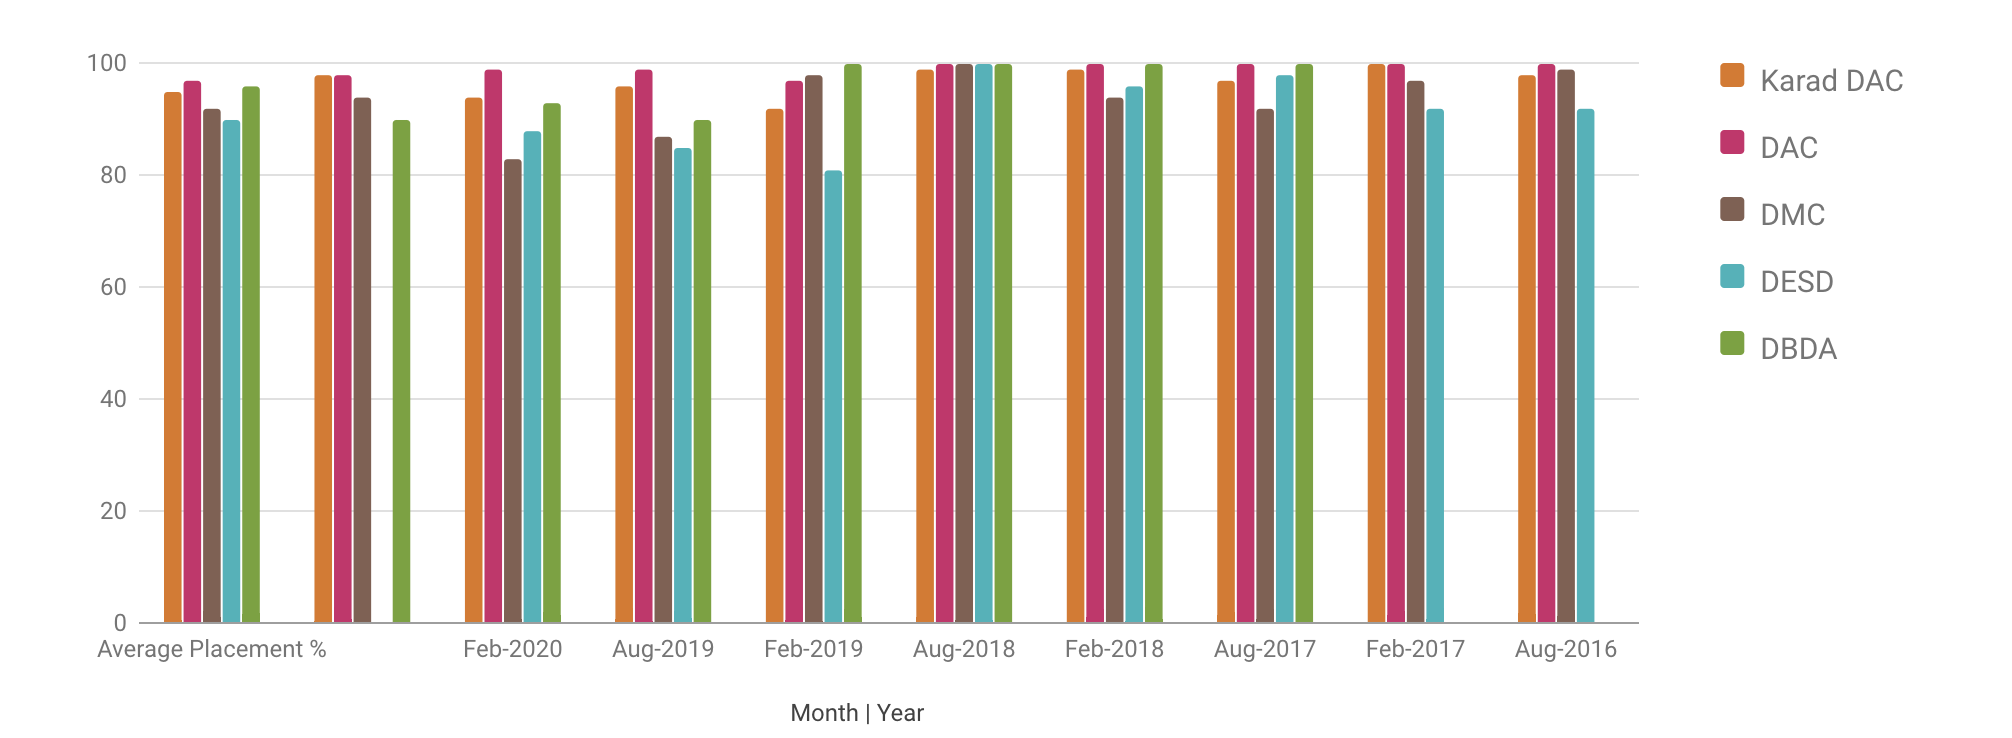 100
80
60
40
20
0
Average Placement %
Feb-2020
Aug-2019
Feb-2019
Aug-2018
Feb-2018
Aug-2017
Feb-2017
Aug-2016
Month | Year
Karad DAC
DAC
DMC
DESD
DBDA